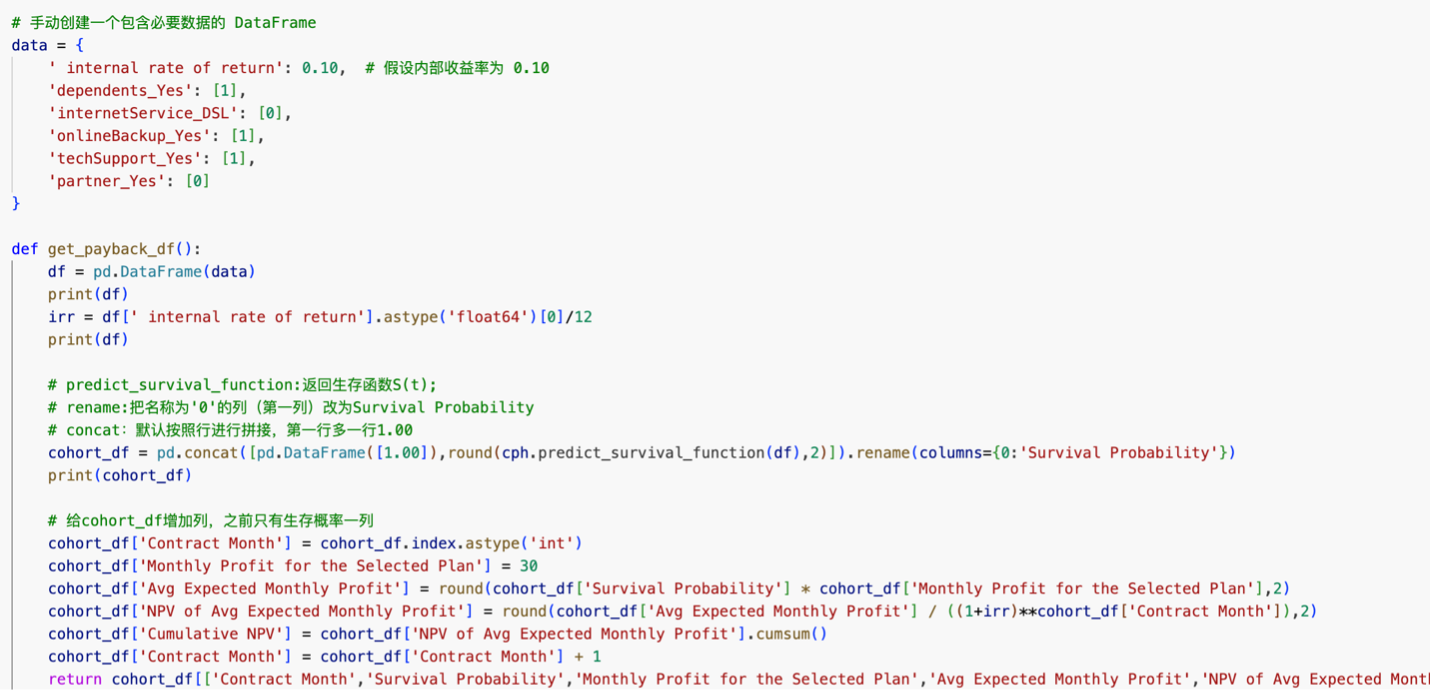 # 手动创建一个包含必要数据的 DataFrame
data = {
    ' internal rate of return': 0.10,  # 假设内部收益率为 0.10
    'dependents_Yes': [1],
    'internetService_DSL': [0],
    'onlineBackup_Yes': [1],
    'techSupport_Yes': [1],
    'partner_Yes': [0]
}

def get_payback_df():
    df = pd.DataFrame(data)
    print(df)
    irr = df[' internal rate of return'].astype('float64')[0]/12
    print(df)

    # predict_survival_function:返回生存函数S(t);
    # rename:把名称为'0'的列（第一列）改为Survival Probability
    # concat: 默认按照行进行拼接，第一行多一行1.00
    cohort_df = pd.concat([pd.DataFrame([1.00]),round(cph.predict_survival_function(df),2)]).rename(columns={0:'Survival Probability'})
    print(cohort_df)

    # 给cohort_df增加列，之前只有生存概率一列
    cohort_df['Contract Month'] = cohort_df.index.astype('int')
    cohort_df['Monthly Profit for the Selected Plan'] = 30
    cohort_df['Avg Expected Monthly Profit'] = round(cohort_df['Survival Probability'] * cohort_df['Monthly Profit for the Selected Plan'],2)
    cohort_df['NPV of Avg Expected Monthly Profit'] = round(cohort_df['Avg Expected Monthly Profit'] / ((1+irr)**cohort_df['Contract Month']),2)
    cohort_df['Cumulative NPV'] = cohort_df['NPV of Avg Expected Monthly Profit'].cumsum()
    cohort_df['Contract Month'] = cohort_df['Contract Month'] + 1
    return cohort_df[['Contract Month','Survival Probability','Monthly Profit for the Selected Plan','Avg Expected Monthly Profit','NPV of Avg Expected Mont